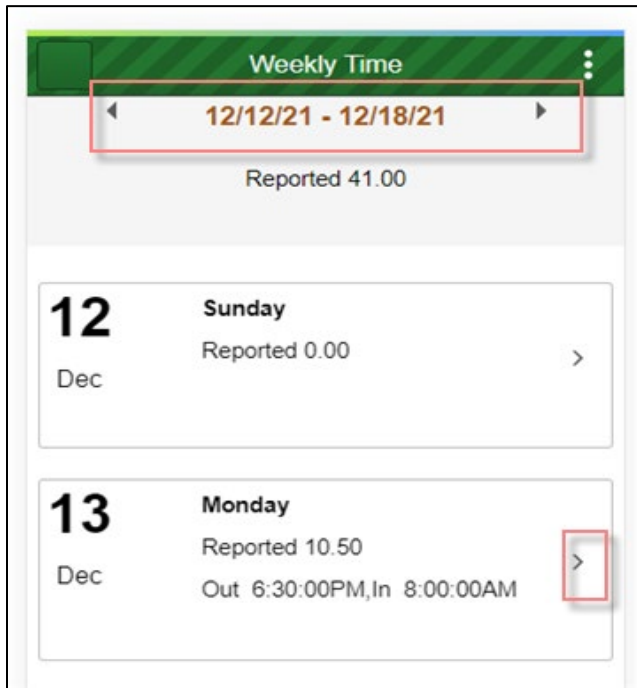 Weekly Time
12/12/21 - 12/18/21
Reported 41.00
12
Sunday
Reported 0.00
Dec
13
Monday
Reported 10.50
Dec
Out 6:30:00PM,In 8:00:00AM